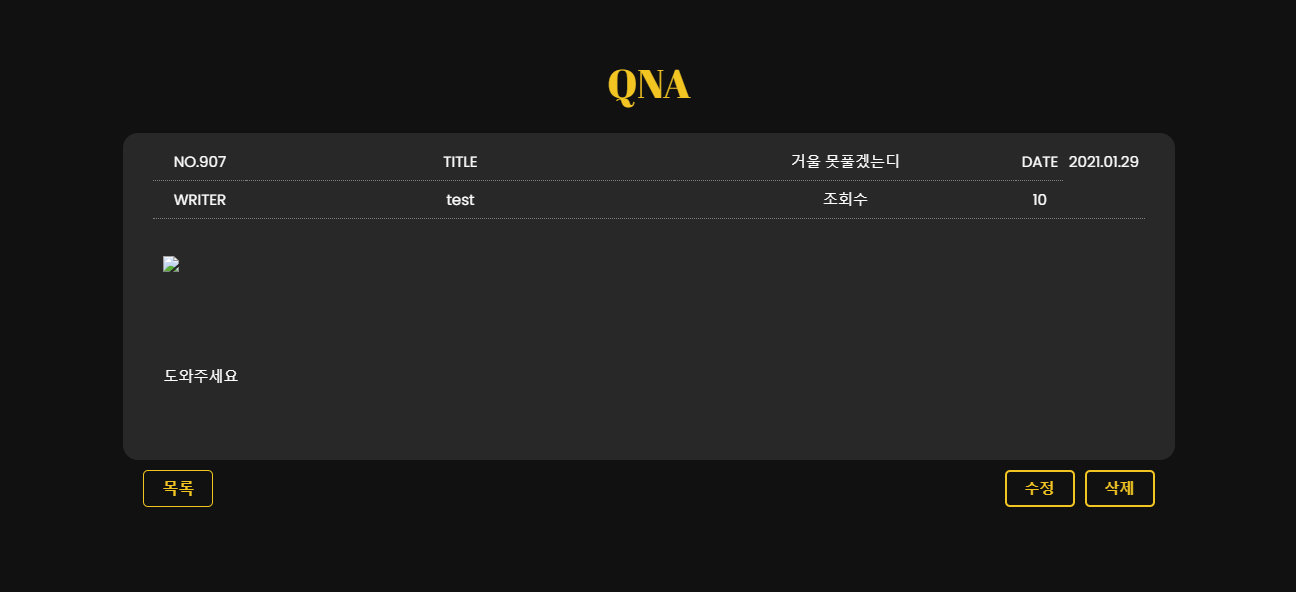 QNA
NO.907 TITLE 거울 못풀겠는디 DATE 2021.01.29
WRITER test 조회수 10
도와주세요
목록 수정 삭제